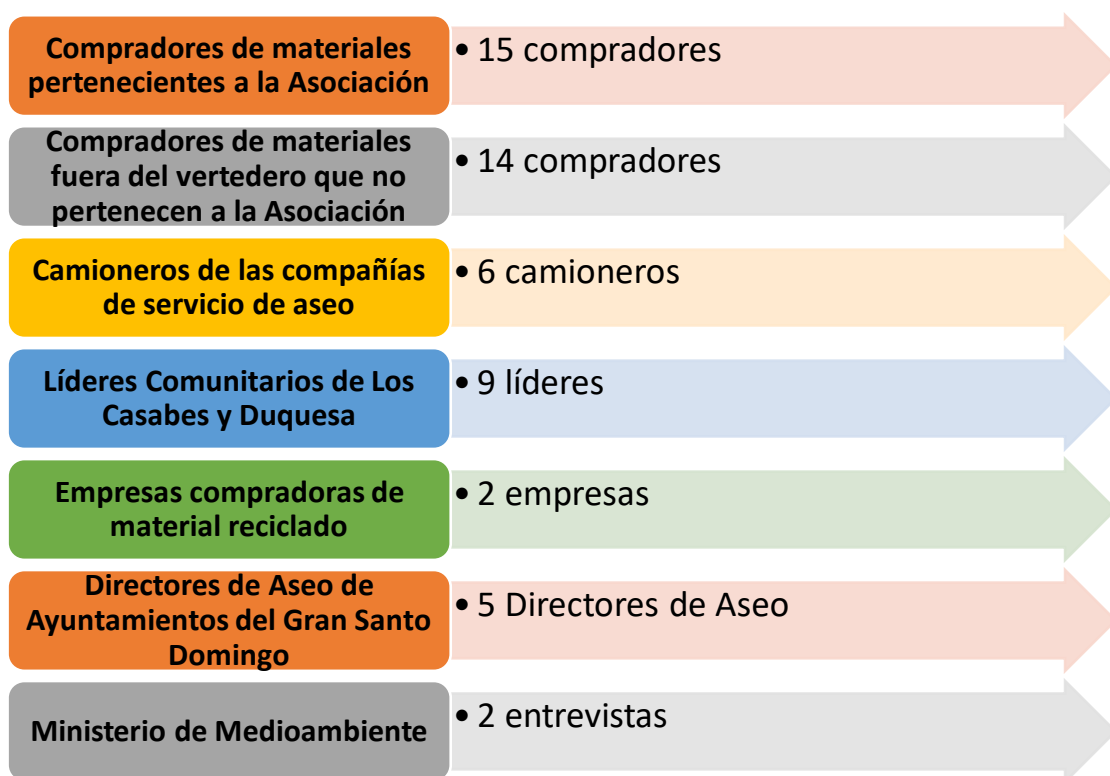 Compradores de materiales
pertenecientes a la Asociación
• 15 compradores
Compradores de materiales
fuera del vertedero que no
pertenecen a la Asociación
• 14 compradores
Camioneros de las compañías
de servicio de aseo
• 6 camioneros
Líderes Comunitarios de Los
Casabes y Duquesa
• 9 líderes
Empresas compradoras de
material reciclado
• 2 empresas
Directores de Aseo de
Ayuntamientos del Gran Santo
Domingo
• 5 Directores de Aseo
Ministerio de Medioambiente
• 2 entrevistas